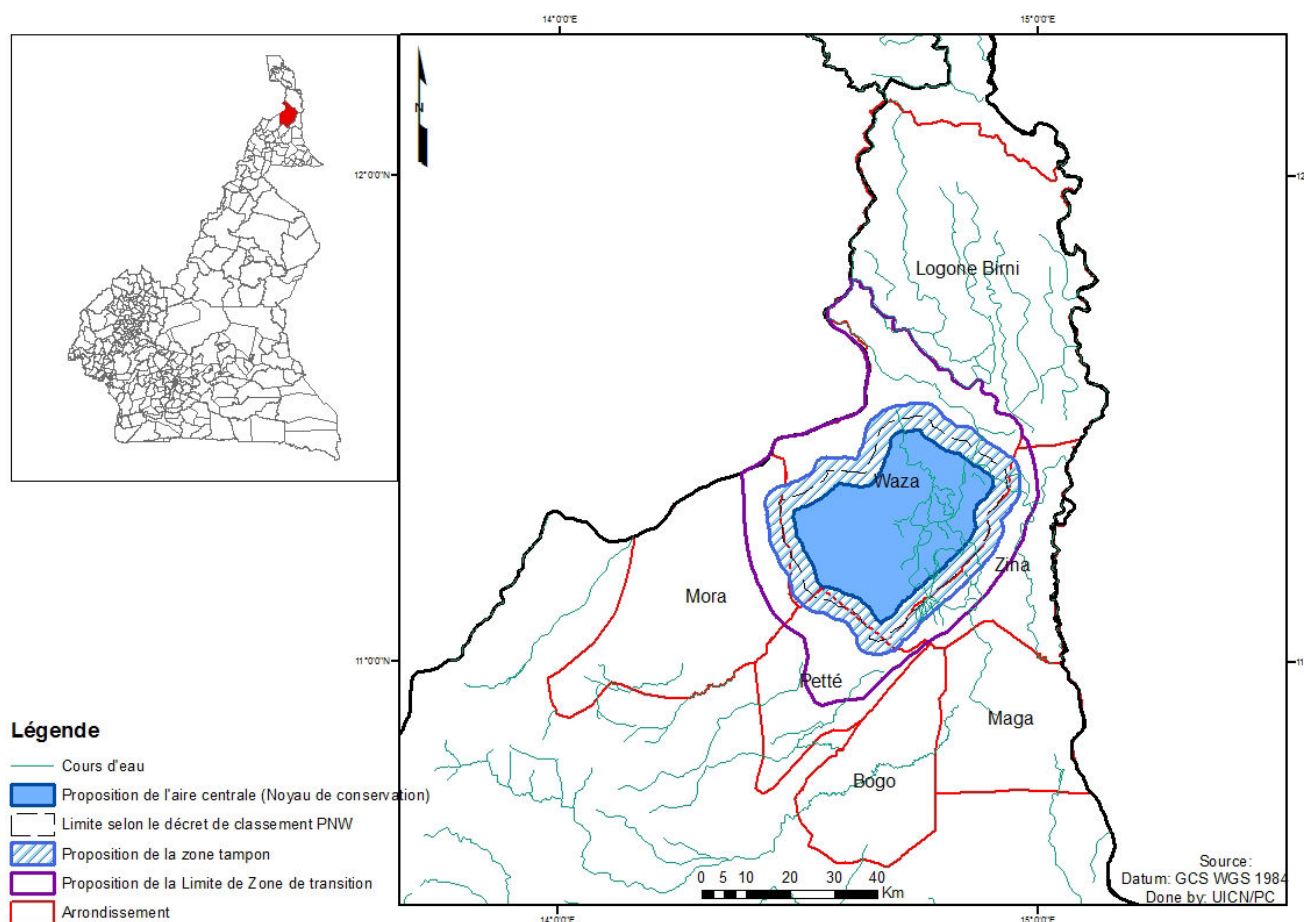 14°0'0"E
15°0'0"E
N
12°0'0"N
12
Logone Birni
Waza
Zina
Mora
11°0'0"N
11
Petté
Maga
Bogo
Légende
Cours d'eau
Proposition de l'aire centrale (Noyau de conservation)
Limite selon le décret de classement PNW
Proposition de la zone tampon
Proposition de la Limite de Zone de transition
Arrondissement
0 5 10 20 30 40
Km
Source:
Datum: GCS WGS 1984
Done by: UICN/PC
14°0'0"E
15°0'0"E